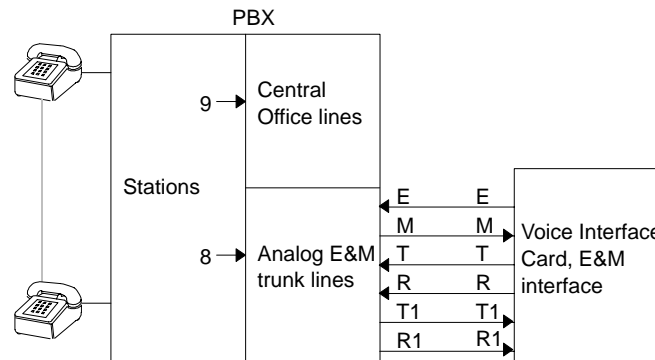 PBX
Central
Office lines
9
Stations
8
Analog E&M
trunk lines
E E
M M
T T
R R
T1 T1
R1 R1
Voice Interface
Card, E&M
interface